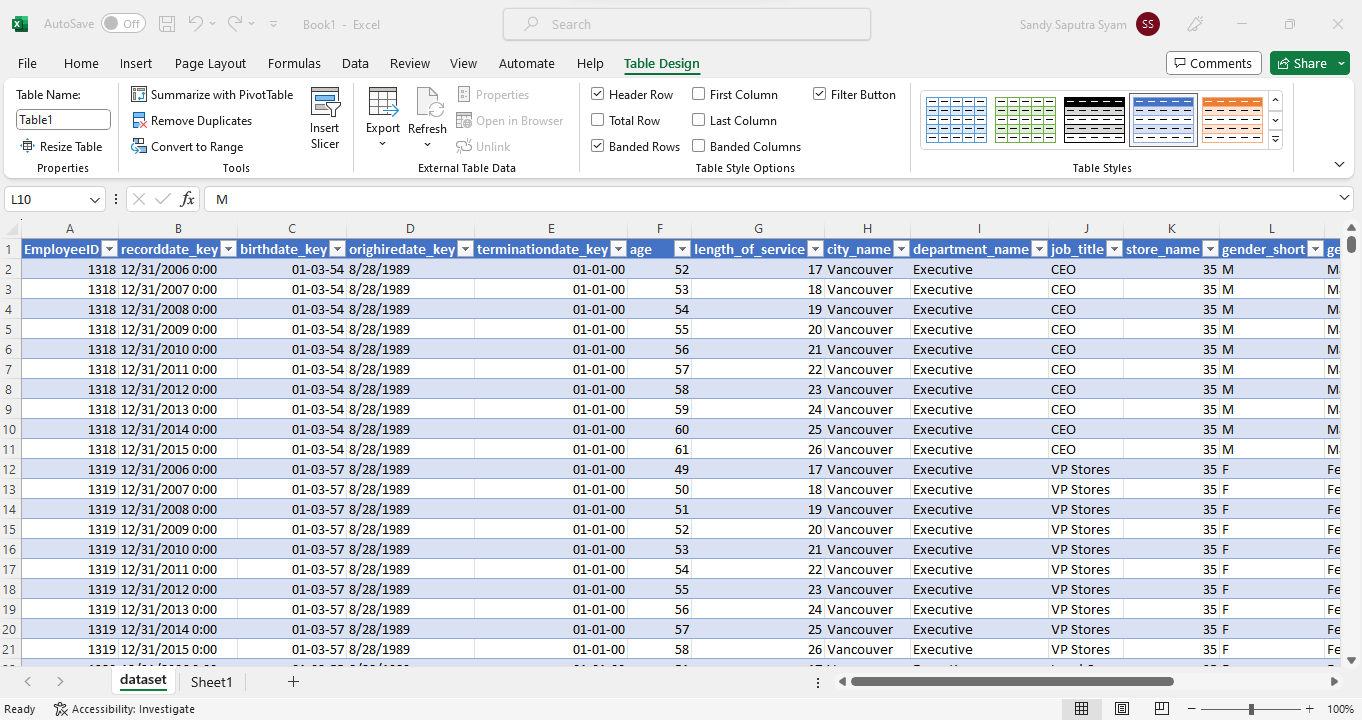 AutoSave Off Book1 - Excel Search Sandy Saputra Syam SS
File Home Insert Page Layout Formulas Data Review View Automate Help Table Design Comments Share
Table Name:
Table1
Resize Table
Properties
Summarize with PivotTable
Remove Duplicates
Convert to Range
Insert
Slicer
Tools
Export
Refresh
Properties
Open in Browser
Unlink
External Table Data
Header Row First Column Filter Button
Total Row Last Column
Banded Rows Banded Columns
Table Style Options
Table Styles
L10 fx M
A B C D E F G H I J K L
1 EmployeeID recorddate_key birthdate_key orighiredate_key terminationdate_key age length_of_service city_name department_name job_title store_name gender_short ge
2 1318 12/31/2006 0:00 01-03-54 8/28/1989 01-01-00 52 17 Vancouver Executive CEO 35 M Ma
3 1318 12/31/2007 0:00 01-03-54 8/28/1989 01-01-00 53 18 Vancouver Executive CEO 35 M Ma
4 1318 12/31/2008 0:00 01-03-54 8/28/1989 01-01-00 54 19 Vancouver Executive CEO 35 M Ma
5 1318 12/31/2009 0:00 01-03-54 8/28/1989 01-01-00 55 20 Vancouver Executive CEO 35 M Ma
6 1318 12/31/2010 0:00 01-03-54 8/28/1989 01-01-00 56 21 Vancouver Executive CEO 35 M Ma
7 1318 12/31/2011 0:00 01-03-54 8/28/1989 01-01-00 57 22 Vancouver Executive CEO 35 M Ma
8 1318 12/31/2012 0:00 01-03-54 8/28/1989 01-01-00 58 23 Vancouver Executive CEO 35 M Ma
9 1318 12/31/2013 0:00 01-03-54 8/28/1989 01-01-00 59 24 Vancouver Executive CEO 35 M Ma
10 1318 12/31/2014 0:00 01-03-54 8/28/1989 01-01-00 60 25 Vancouver Executive CEO 35 M Ma
11 1318 12/31/2015 0:00 01-03-54 8/28/1989 01-01-00 61 26 Vancouver Executive CEO 35 M Ma
12 1319 12/31/2006 0:00 01-03-57 8/28/1989 01-01-00 49 17 Vancouver Executive VP Stores 35 F Fe
13 1319 12/31/2007 0:00 01-03-57 8/28/1989 01-01-00 50 18 Vancouver Executive VP Stores 35 F Fe
14 1319 12/31/2008 0:00 01-03-57 8/28/1989 01-01-00 51 19 Vancouver Executive VP Stores 35 F Fe
15 1319 12/31/2009 0:00 01-03-57 8/28/1989 01-01-00 52 20 Vancouver Executive VP Stores 35 F Fe
16 1319 12/31/2010 0:00 01-03-57 8/28/1989 01-01-00 53 21 Vancouver Executive VP Stores 35 F Fe
17 1319 12/31/2011 0:00 01-03-57 8/28/1989 01-01-00 54 22 Vancouver Executive VP Stores 35 F Fe
18 1319 12/31/2012 0:00 01-03-57 8/28/1989 01-01-00 55 23 Vancouver Executive VP Stores 35 F Fe
19 1319 12/31/2013 0:00 01-03-57 8/28/1989 01-01-00 56 24 Vancouver Executive VP Stores 35 F Fe
20 1319 12/31/2014 0:00 01-03-57 8/28/1989 01-01-00 57 25 Vancouver Executive VP Stores 35 F Fe
21 1319 12/31/2015 0:00 01-03-57 8/28/1989 01-01-00 58 26 Vancouver Executive VP Stores 35 F Fe
dataset Sheet1
Ready Accessibility: Investigate 100%